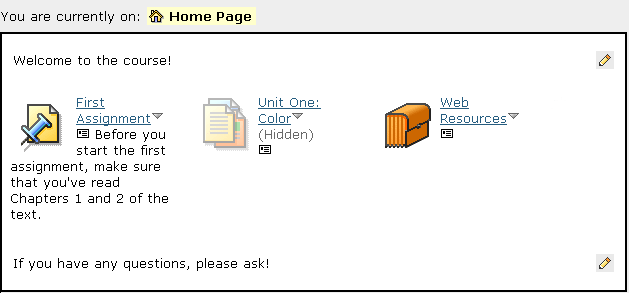 You are currently on: Home Page
Welcome to the course!
First
Assignment
Before you
start the first
assignment, make sure
that you've read
Chapters 1 and 2 of the
text.
Unit One:
Color
(Hidden)
Web
Resources
If you have any questions, please ask!